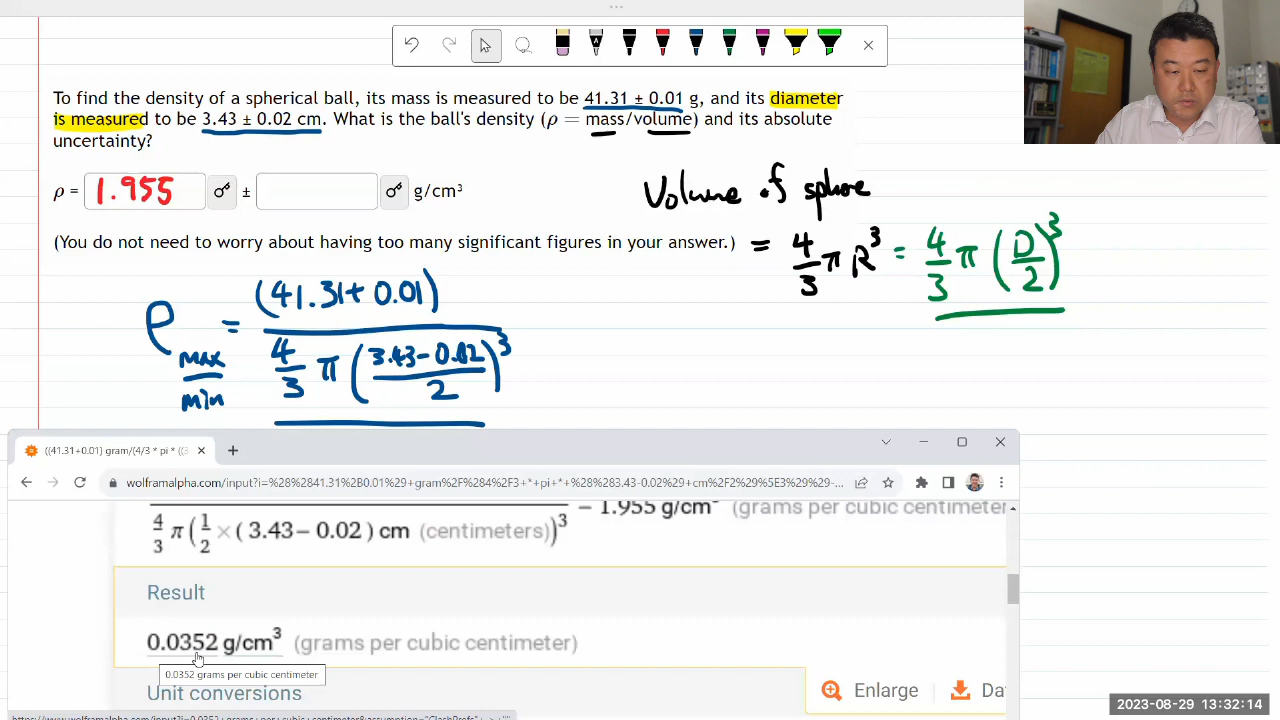 To find the density of a spherical ball, its mass is measured to be 41.31 ± 0.01 g, and its diameter
is measured to be 3.43 ± 0.02 cm. What is the ball's density (ρ = mass/volume) and its absolute
uncertainty?
ρ = 1.955 ± g/cm³
Volume of sphere
(You do not need to worry about having too many significant figures in your answer.)
= 4/3 π R³ = 4/3 π (D/2)³
ρ max/min = (41.31 + 0.01) / 4/3 π (3.43 - 0.02 / 2)³
((41.31+0.01) gram/(4/3 * pi * ((3
wolframalpha.com/input?i=%28%2841.31%2B0.01%29+gram%2F%284%2F3+*+pi+*+%28%283.43-0.02%29+cm%2F2%29%5E3%29%29-...
4/3 π (1/2 × (3.43 − 0.02) cm (centimeters))³ − 1.955 g/cm³ (grams per cubic centimeter
Result
0.0352 g/cm³ (grams per cubic centimeter)
0.0352 grams per cubic centimeter
Unit conversions
Enlarge
Da
2023-08-29 13:32:14